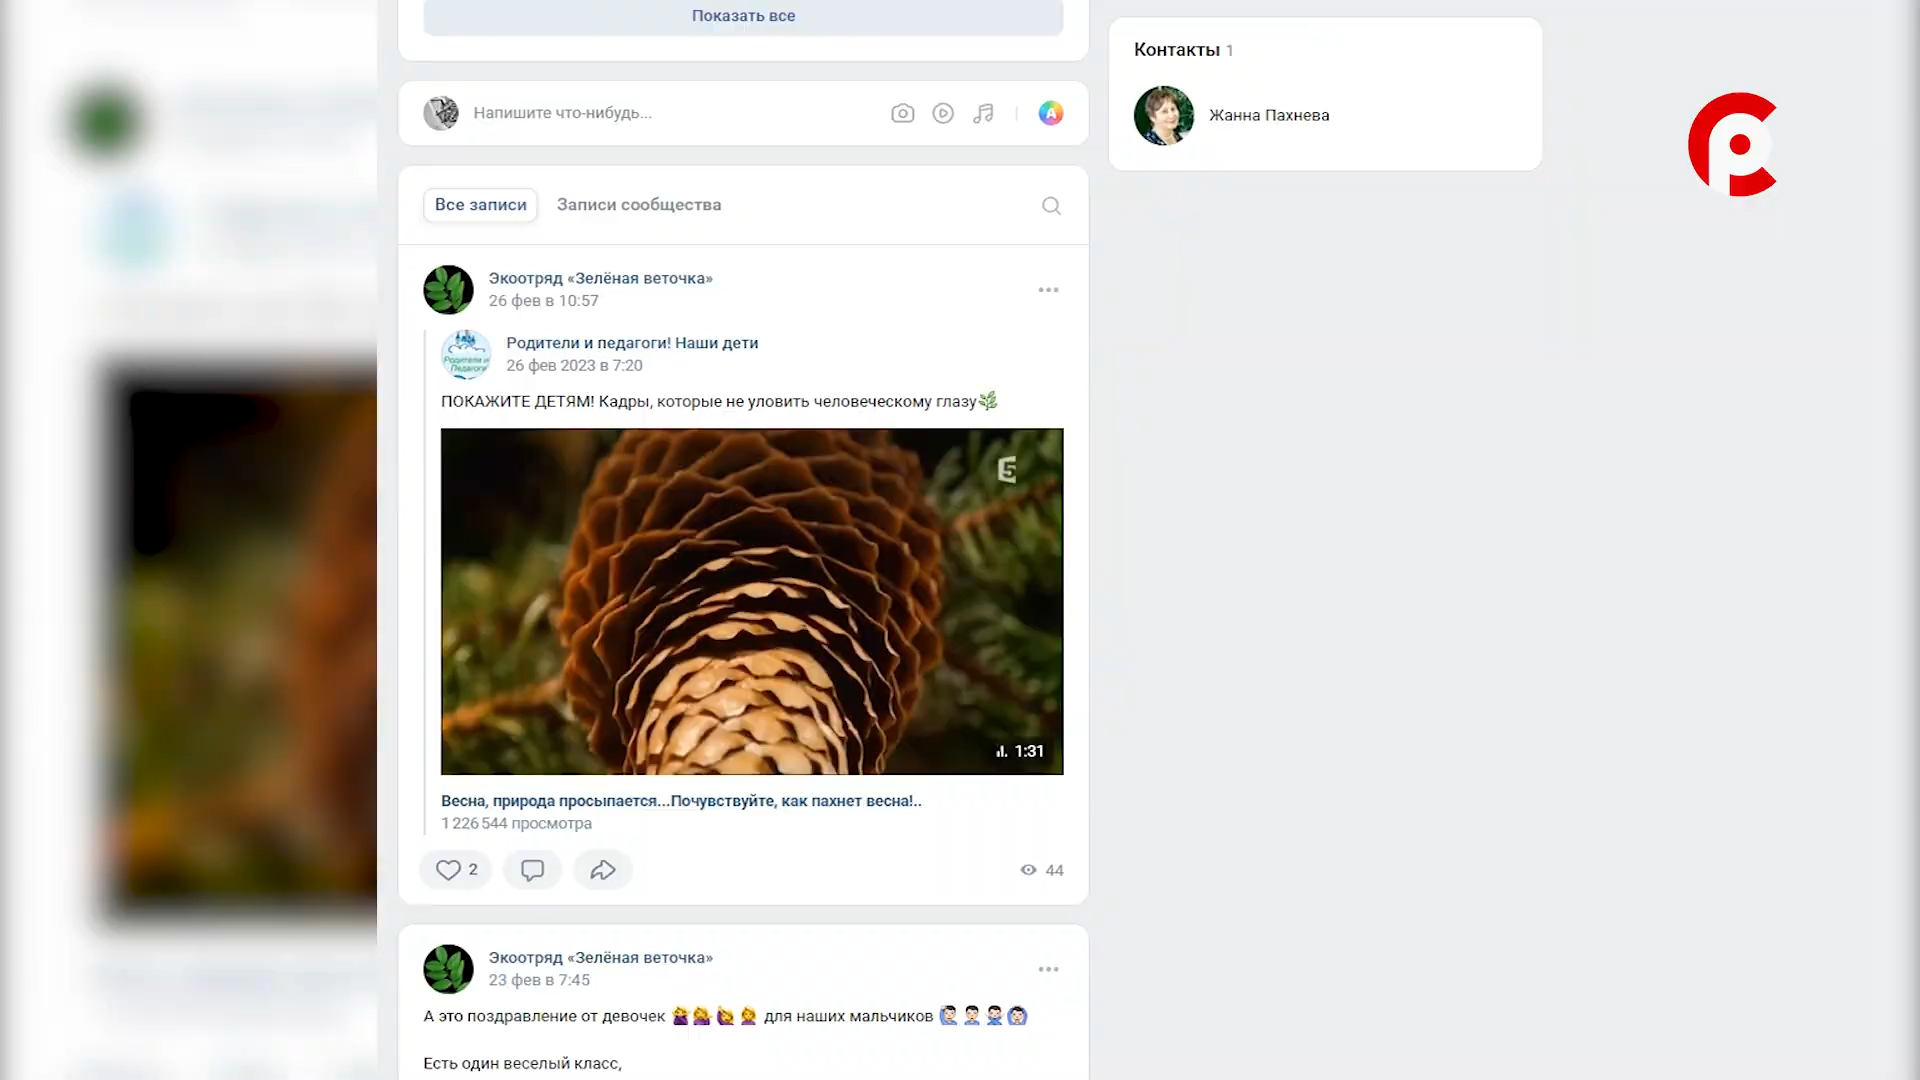 Показать все
Контакты 1
Жанна Пахнева
Напишите что-нибудь...
Все записи
Записи сообщества
Экоотряд «Зелёная веточка»
26 фев в 10:57
Родители и педагоги! Наши дети
26 фев 2023 в 7:20
Родители и
Педагоги
ПОКАЖИТЕ ДЕТЯМ! Кадры, которые не уловить человеческому глазу🌿
5
1:31
Весна, природа просыпается...Почувствуйте, как пахнет весна!..
1 226 544 просмотра
2
44
Экоотряд «Зелёная веточка»
23 фев в 7:45
А это поздравление от девочек для наших мальчиков
Есть один веселый класс,